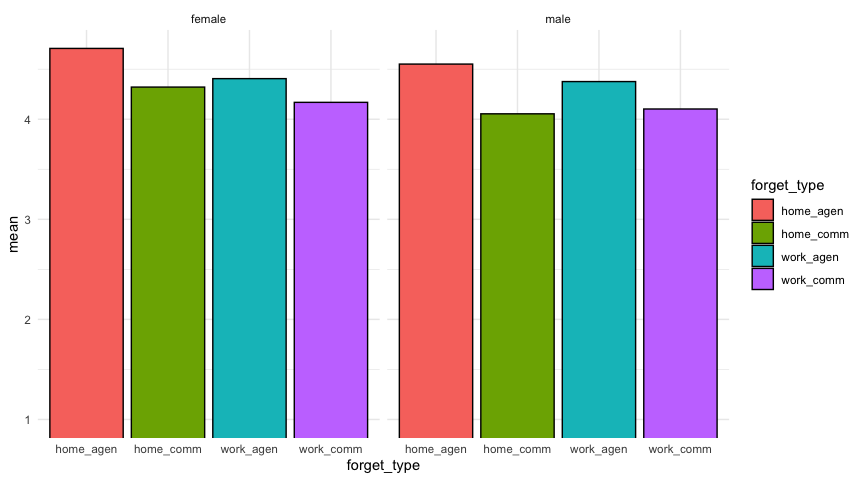 female male
mean
4
3
2
1
home_agen home_comm work_agen work_comm home_agen home_comm work_agen work_comm
forget_type
forget_type
home_agen
home_comm
work_agen
work_comm